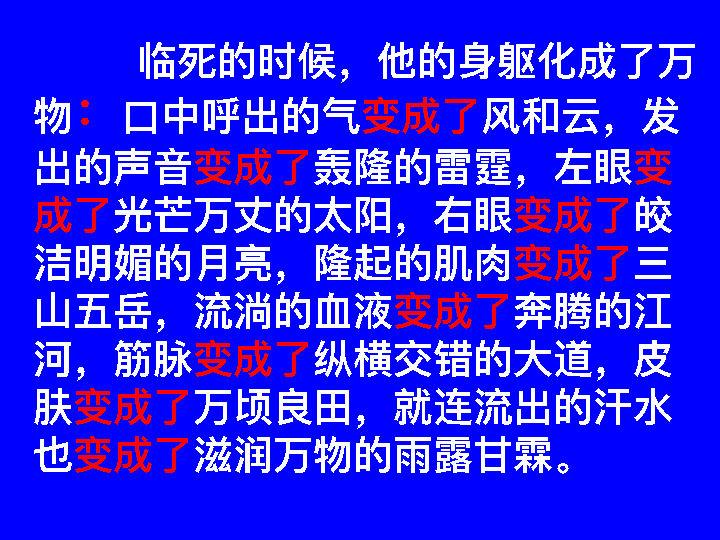 临死的时候，他的身躯化成了万
物：口中呼出的气变成了风和云，发
出的声音变成了轰隆的雷霆，左眼变
成了光芒万丈的太阳，右眼变成了皎
洁明媚的月亮，隆起的肌肉变成了三
山五岳，流淌的血液变成了奔腾的江
河，筋脉变成了纵横交错的大道，皮
肤变成了万顷良田，就连流出的汗水
也变成了滋润万物的雨露甘霖。